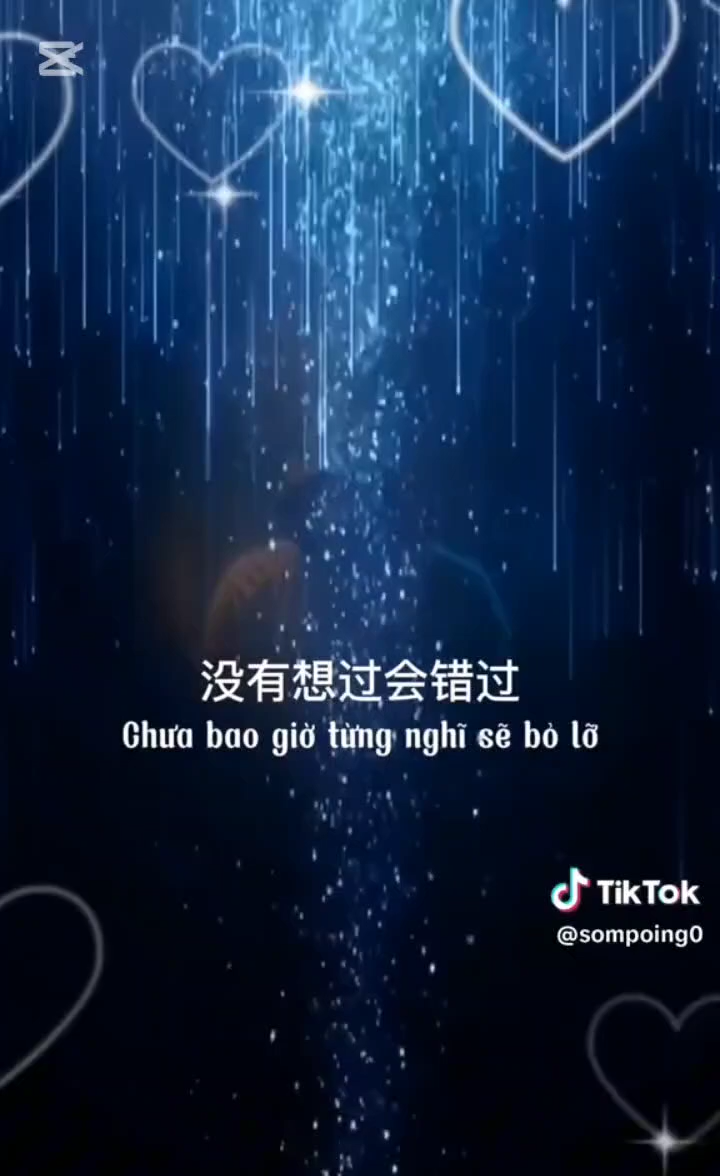 没有想过会错过
Chưa bao giờ từng nghĩ sẽ bỏ lỡ
TikTok
@sompoing0